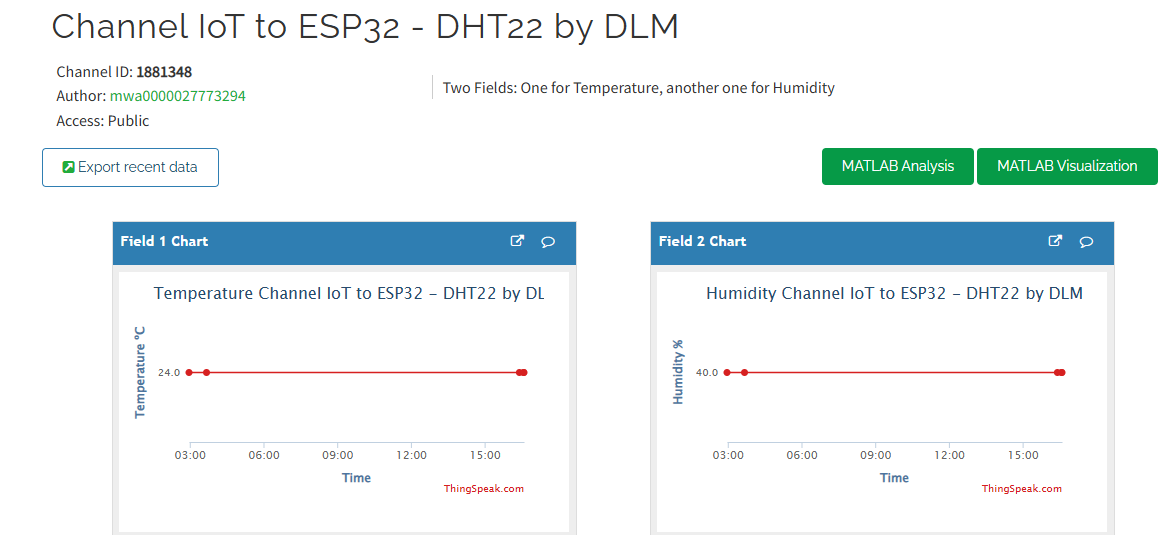 Channel IoT to ESP32 - DHT22 by DLM
Channel ID: 1881348
Author: mwa0000027773294
Access: Public
Two Fields: One for Temperature, another one for Humidity
Export recent data
MATLAB Analysis
MATLAB Visualization
Field 1 Chart
Temperature Channel IoT to ESP32 – DHT22 by DL
Temperature ºC
24.0
03:00 06:00 09:00 12:00 15:00
Time
ThingSpeak.com
Field 2 Chart
Humidity Channel IoT to ESP32 – DHT22 by DLM
Humidity %
40.0
03:00 06:00 09:00 12:00 15:00
Time
ThingSpeak.com